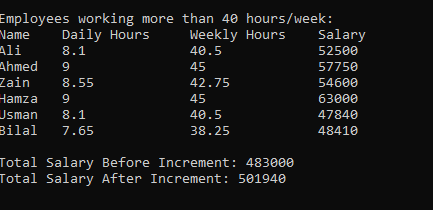 Employees working more than 40 hours/week:
Name    Daily Hours     Weekly Hours    Salary
Ali     8.1             40.5            52500
Ahmed   9               45              57750
Zain    8.55            42.75           54600
Hamza   9               45              63000
Usman   8.1             40.5            47840
Bilal   7.65            38.25           48410

Total Salary Before Increment: 483000
Total Salary After Increment: 501940